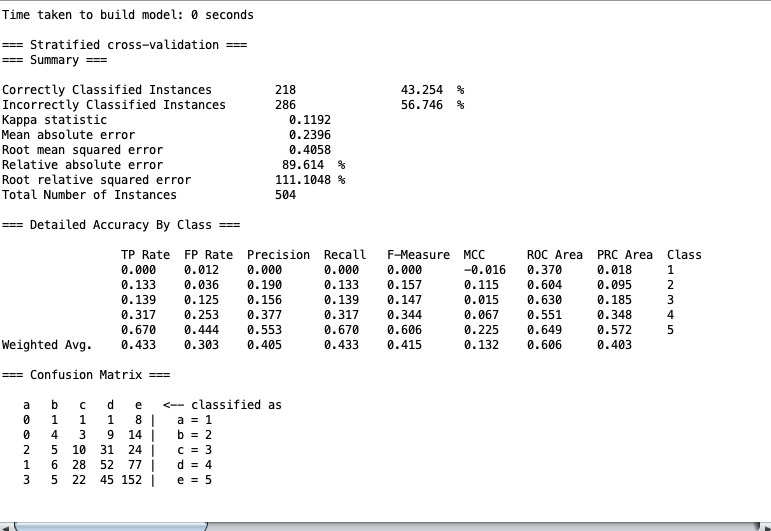 Time taken to build model: 0 seconds
=== Stratified cross-validation ===
=== Summary ===
Correctly Classified Instances 218 43.254 %
Incorrectly Classified Instances 286 56.746 %
Kappa statistic 0.1192
Mean absolute error 0.2396
Root mean squared error 0.4058
Relative absolute error 89.614 %
Root relative squared error 111.1048 %
Total Number of Instances 504
=== Detailed Accuracy By Class ===
TP Rate FP Rate Precision Recall F-Measure MCC ROC Area PRC Area Class
0.000 0.012 0.000 0.000 0.000 -0.016 0.370 0.018 1
0.133 0.036 0.190 0.133 0.157 0.115 0.604 0.095 2
0.139 0.125 0.156 0.139 0.147 0.015 0.630 0.185 3
0.317 0.253 0.377 0.317 0.344 0.067 0.551 0.348 4
0.670 0.444 0.553 0.670 0.606 0.225 0.649 0.572 5
Weighted Avg. 0.433 0.303 0.405 0.433 0.415 0.132 0.606 0.403
=== Confusion Matrix ===
a b c d e <-- classified as
0 1 1 1 8 | a = 1
0 4 3 9 14 | b = 2
2 5 10 31 24 | c = 3
1 6 28 52 77 | d = 4
3 5 22 45 152 | e = 5